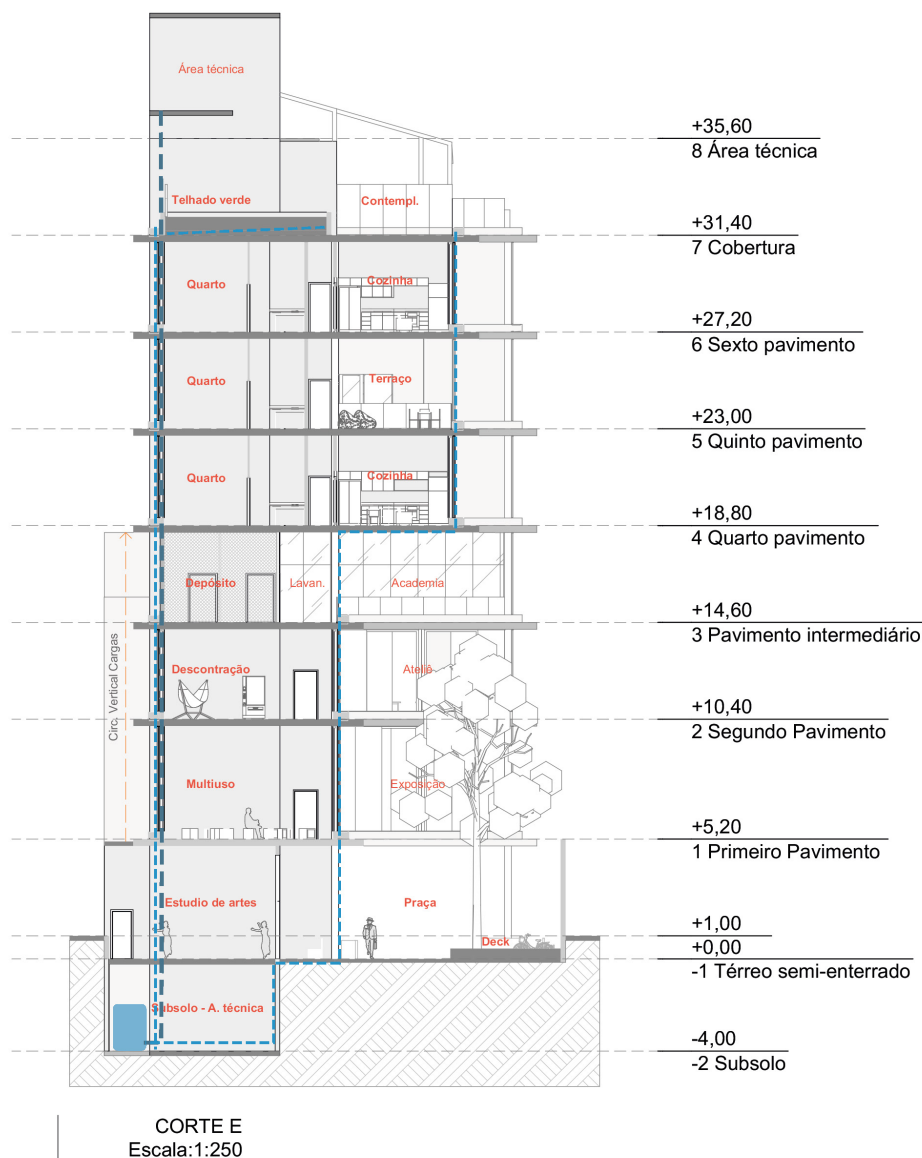 Área técnica
+35,60
8 Área técnica
Telhado verde
Contempl.
+31,40
7 Cobertura
Quarto
Cozinha
+27,20
6 Sexto pavimento
Quarto
Terraço
+23,00
5 Quinto pavimento
Quarto
Cozinha
+18,80
4 Quarto pavimento
Depósito
Lavan.
Academia
+14,60
3 Pavimento intermediário
Circ. Vertical Cargas
Descontração
Ateliê
+10,40
2 Segundo Pavimento
Multiuso
Exposição
+5,20
1 Primeiro Pavimento
Estudio de artes
Praça
Deck
+1,00
+0,00
-1 Térreo semi-enterrado
Subsolo - A. técnica
-4,00
-2 Subsolo
CORTE E
Escala:1:250